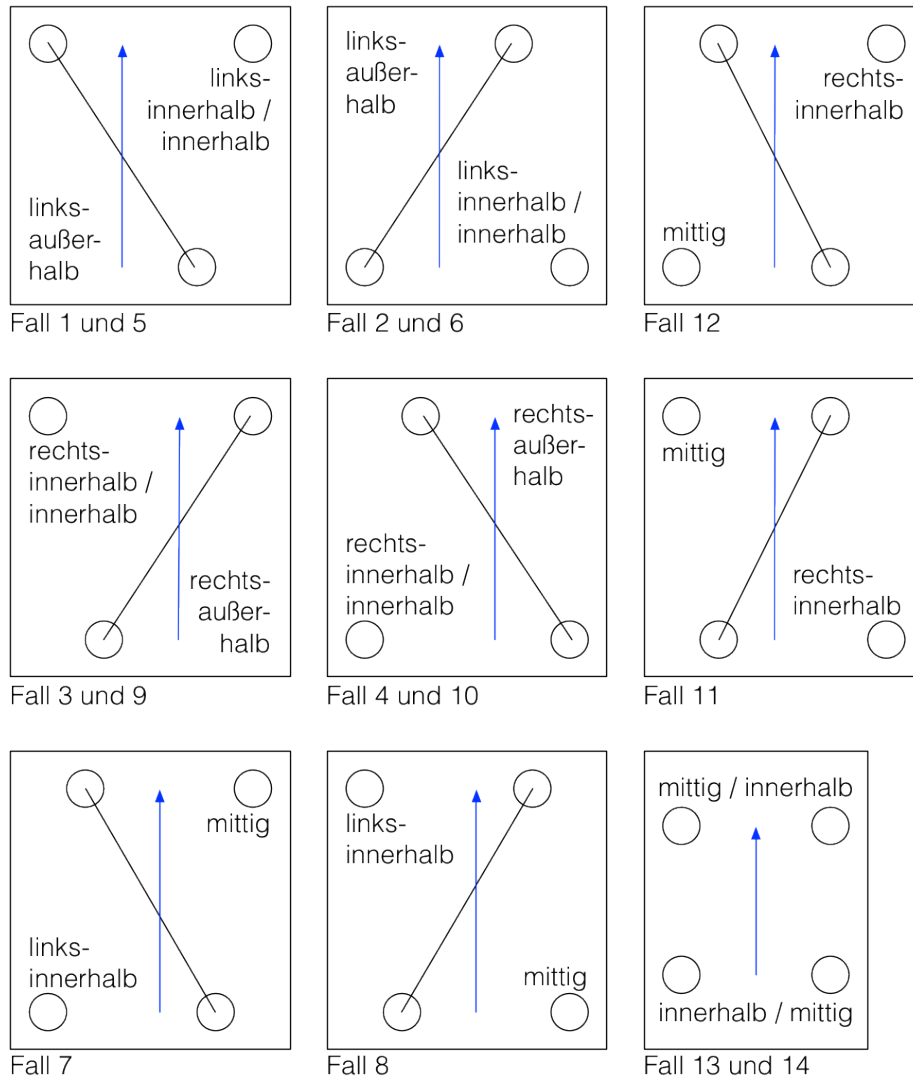 links-
innerhalb /
innerhalb
links-
außer-
halb
Fall 1 und 5
links-
außer-
halb
links-
innerhalb /
innerhalb
Fall 2 und 6
rechts-
innerhalb
mittig
Fall 12
rechts-
innerhalb /
innerhalb
rechts-
außer-
halb
Fall 3 und 9
rechts-
außer-
halb
rechts-
innerhalb /
innerhalb
Fall 4 und 10
mittig
rechts-
innerhalb
Fall 11
mittig
links-
innerhalb
Fall 7
links-
innerhalb
mittig
Fall 8
mittig / innerhalb
innerhalb / mittig
Fall 13 und 14